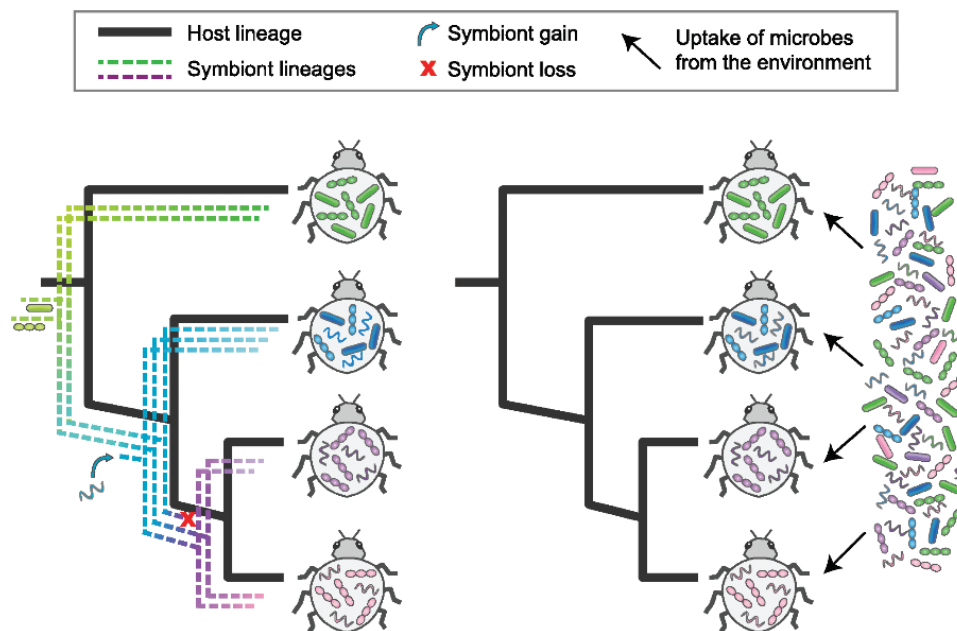 Host lineage
Symbiont lineages
Symbiont gain
Symbiont loss
Uptake of microbes
from the environment